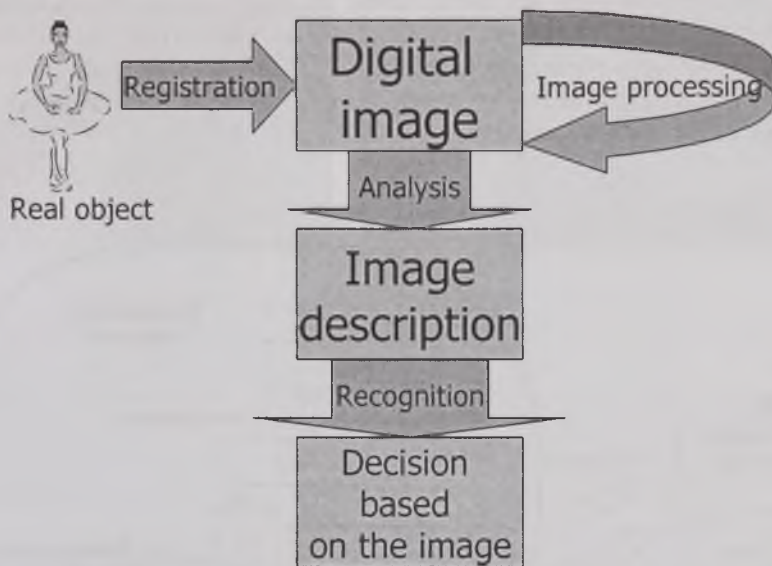 Real object
Registration
Digital
image
Image processing
Analysis
Image
description
Recognition
Decision
based
on the image